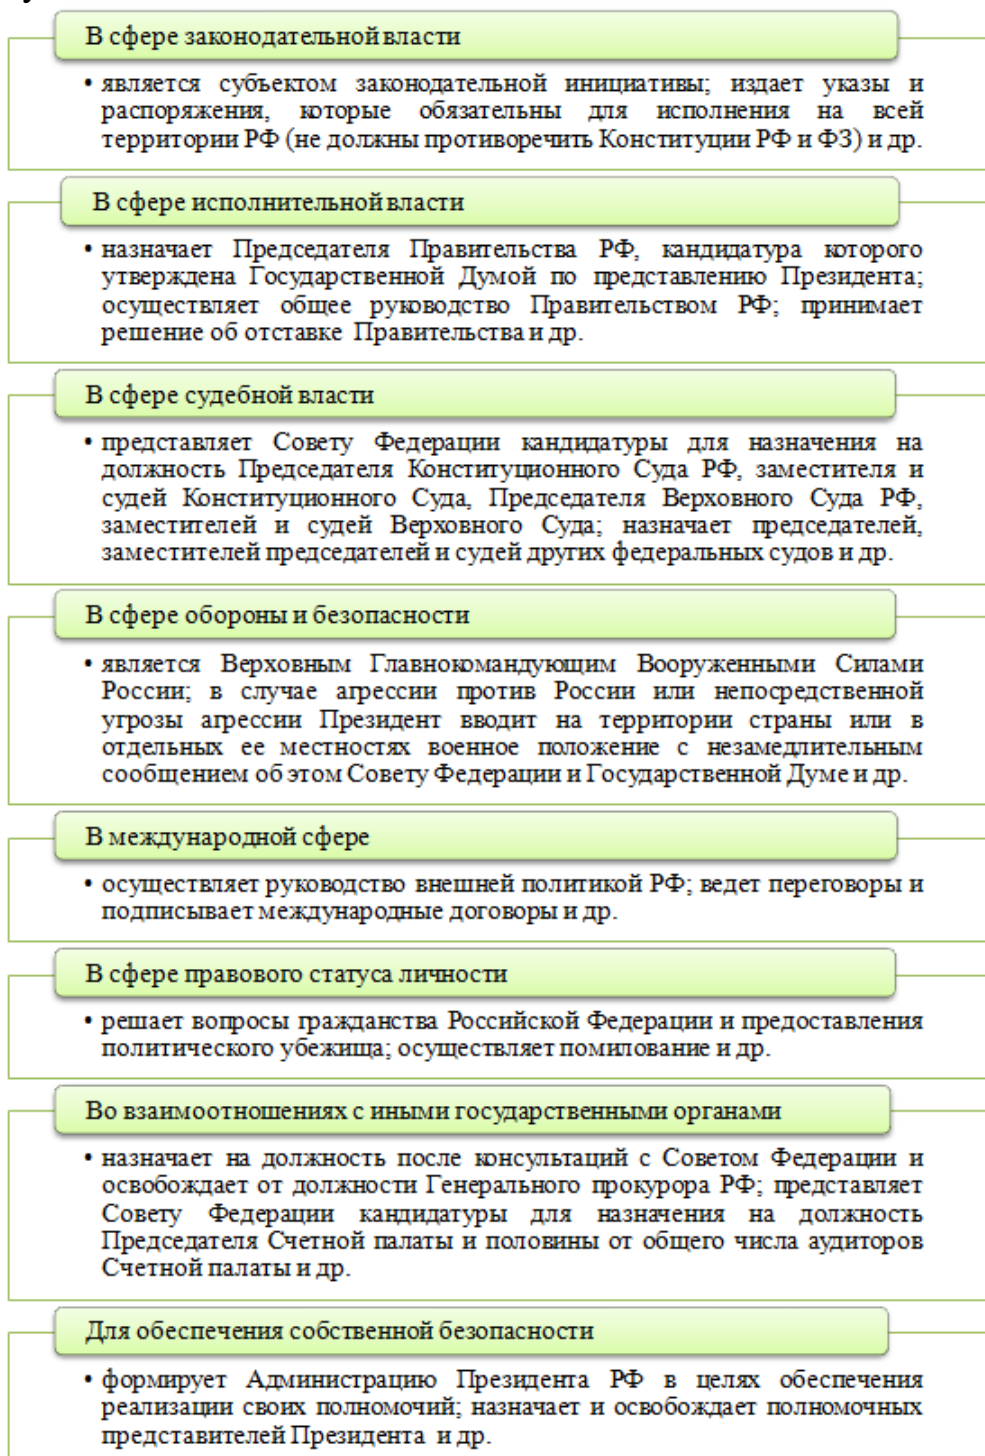 В сфере законодательной власти
• является субъектом законодательной инициативы; издает указы и
распоряжения, которые обязательны для исполнения на всей
территории РФ (не должны противоречить Конституции РФ и ФЗ) и др.
В сфере исполнительной власти
• назначает Председателя Правительства РФ, кандидатура которого
утверждена Государственной Думой по представлению Президента;
осуществляет общее руководство Правительством РФ; принимает
решение об отставке Правительства и др.
В сфере судебной власти
• представляет Совету Федерации кандидатуры для назначения на
должность Председателя Конституционного Суда РФ, заместителя и
судей Конституционного Суда, Председателя Верховного Суда РФ,
заместителей и судей Верховного Суда; назначает председателей,
заместителей председателей и судей других федеральных судов и др.
В сфере обороны и безопасности
• является Верховным Главнокомандующим Вооруженными Силами
России; в случае агрессии против России или непосредственной
угрозы агрессии Президент вводит на территории страны или в
отдельных ее местностях военное положение с незамедлительным
сообщением об этом Совету Федерации и Государственной Думе и др.
В международной сфере
• осуществляет руководство внешней политикой РФ; ведет переговоры и
подписывает международные договоры и др.
В сфере правового статуса личности
• решает вопросы гражданства Российской Федерации и предоставления
политического убежища; осуществляет помилование и др.
Во взаимоотношениях с иными государственными органами
• назначает на должность после консультаций с Советом Федерации и
освобождает от должности Генерального прокурора РФ; представляет
Совету Федерации кандидатуры для назначения на должность
Председателя Счетной палаты и половины от общего числа аудиторов
Счетной палаты и др.
Для обеспечения собственной безопасности
• формирует Администрацию Президента РФ в целях обеспечения
реализации своих полномочий; назначает и освобождает полномочных
представителей Президента и др.